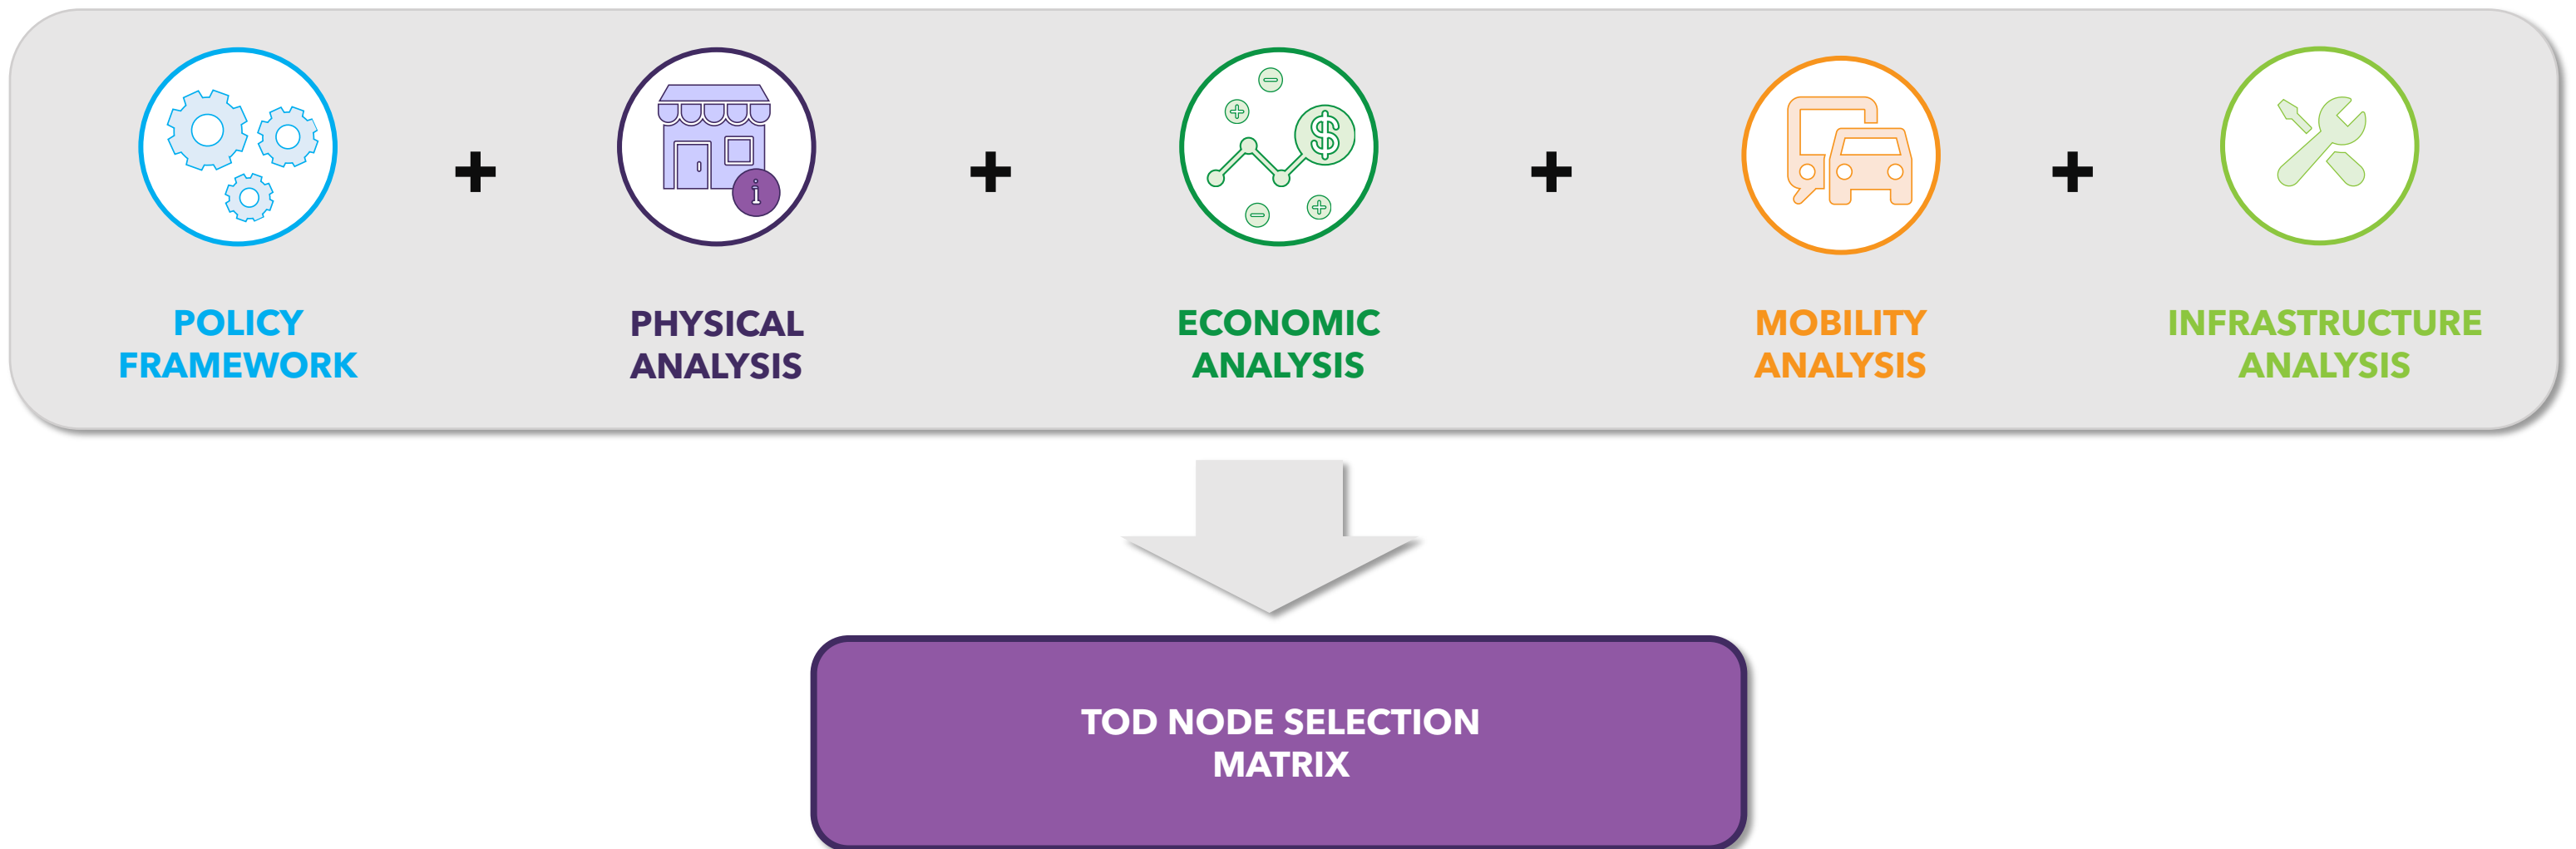 +
+
+
+
i
$
POLICY
FRAMEWORK
PHYSICAL
ANALYSIS
ECONOMIC
ANALYSIS
MOBILITY
ANALYSIS
INFRASTRUCTURE
ANALYSIS
TOD NODE SELECTION
MATRIX